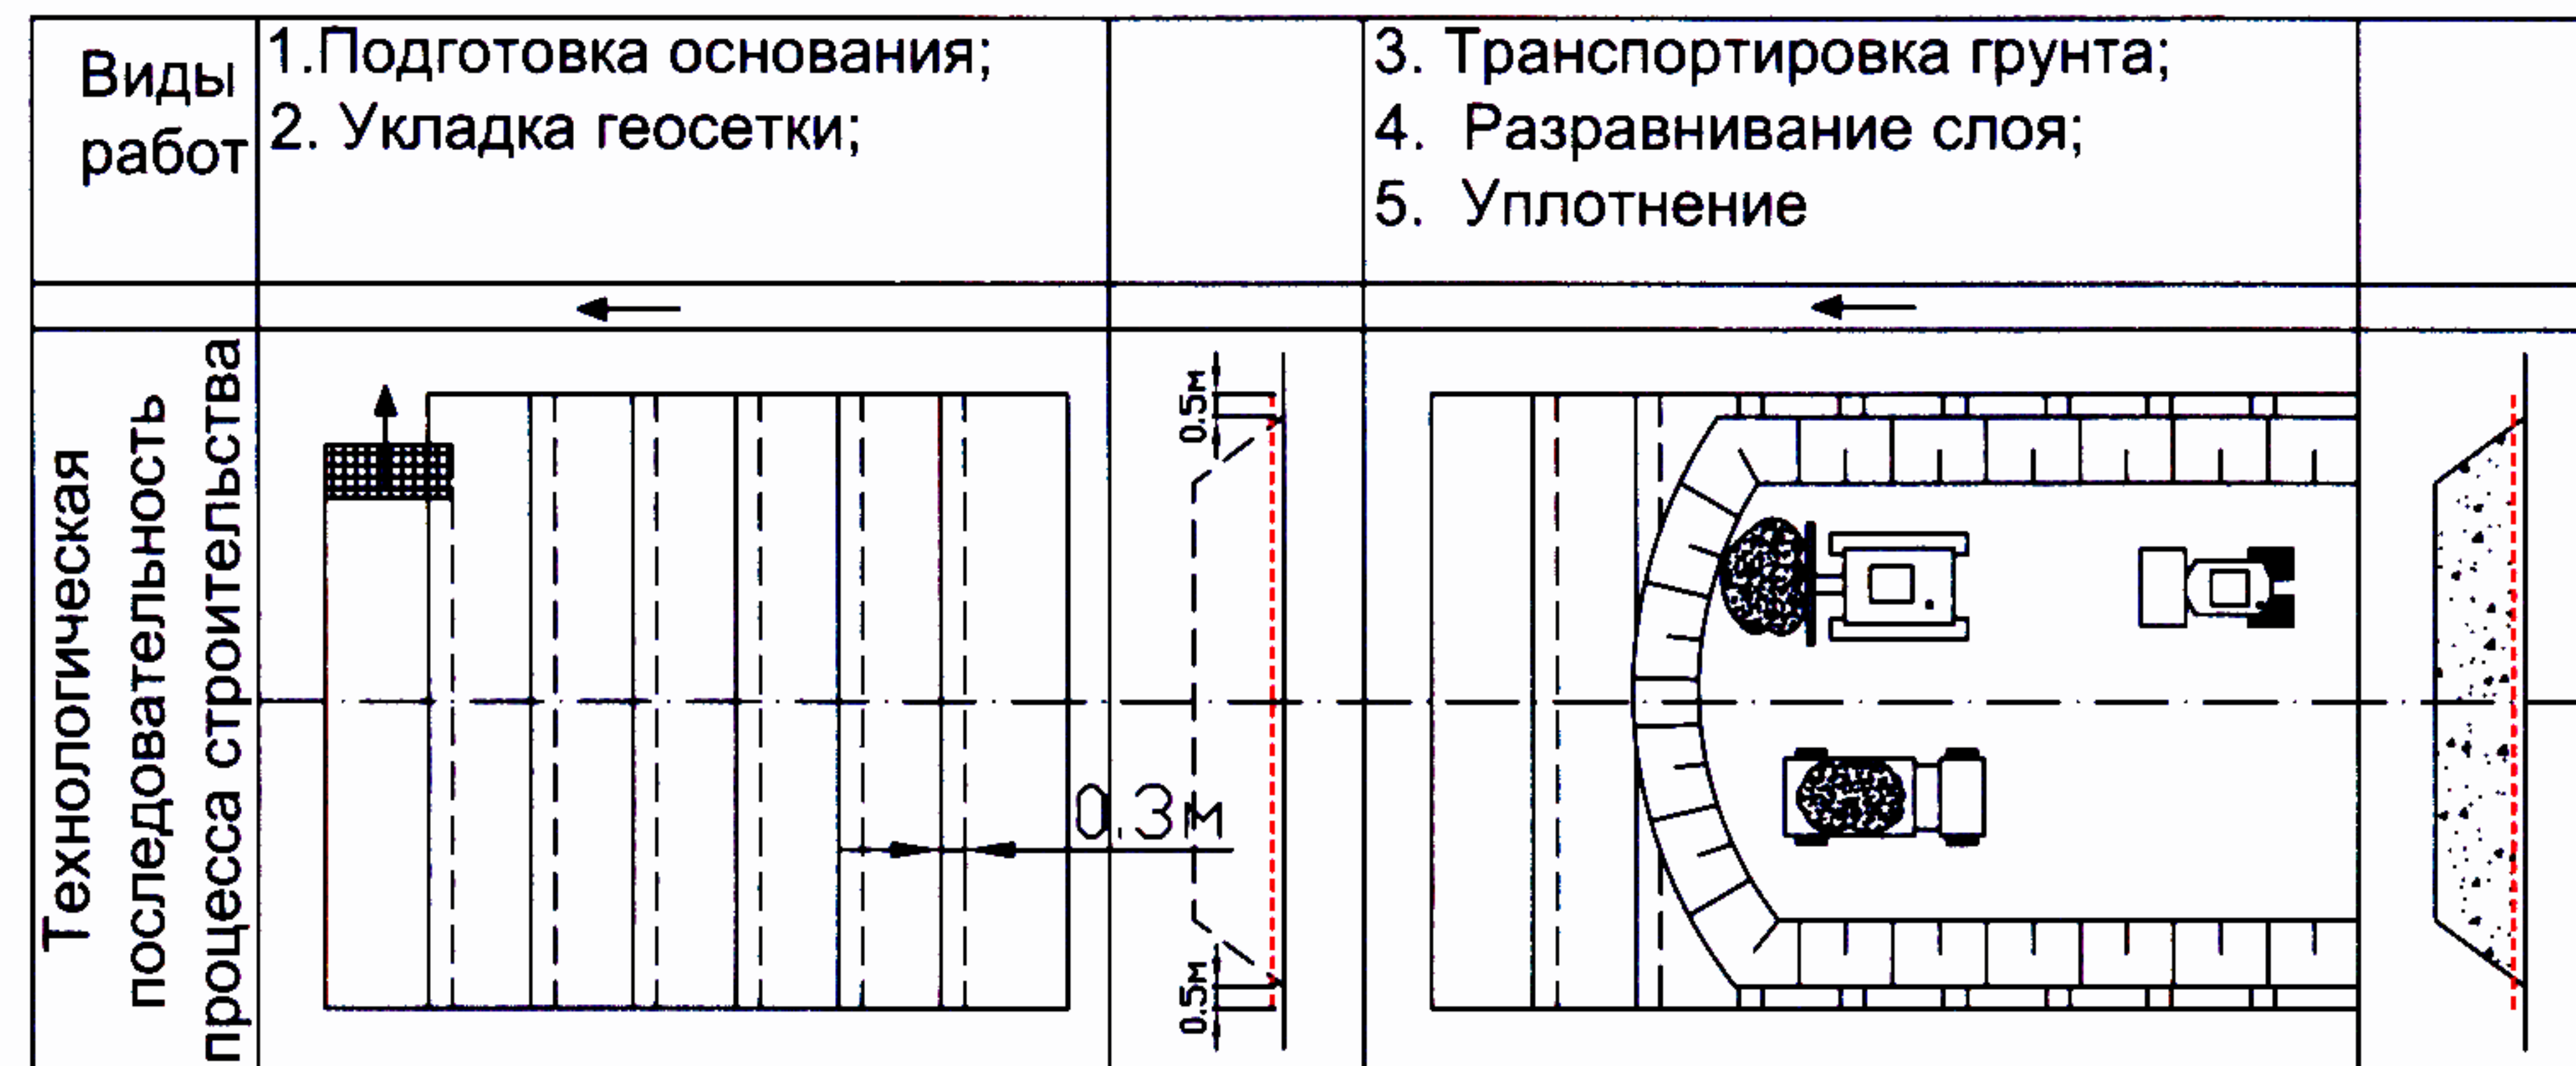 Виды
работ
1.Подготовка основания;
2. Укладка геосетки;
3. Транспортировка грунта;
4. Разравнивание слоя;
5. Уплотнение
Технологическая
последовательность
процесса строительства
0.5м
0.3м
0.5м